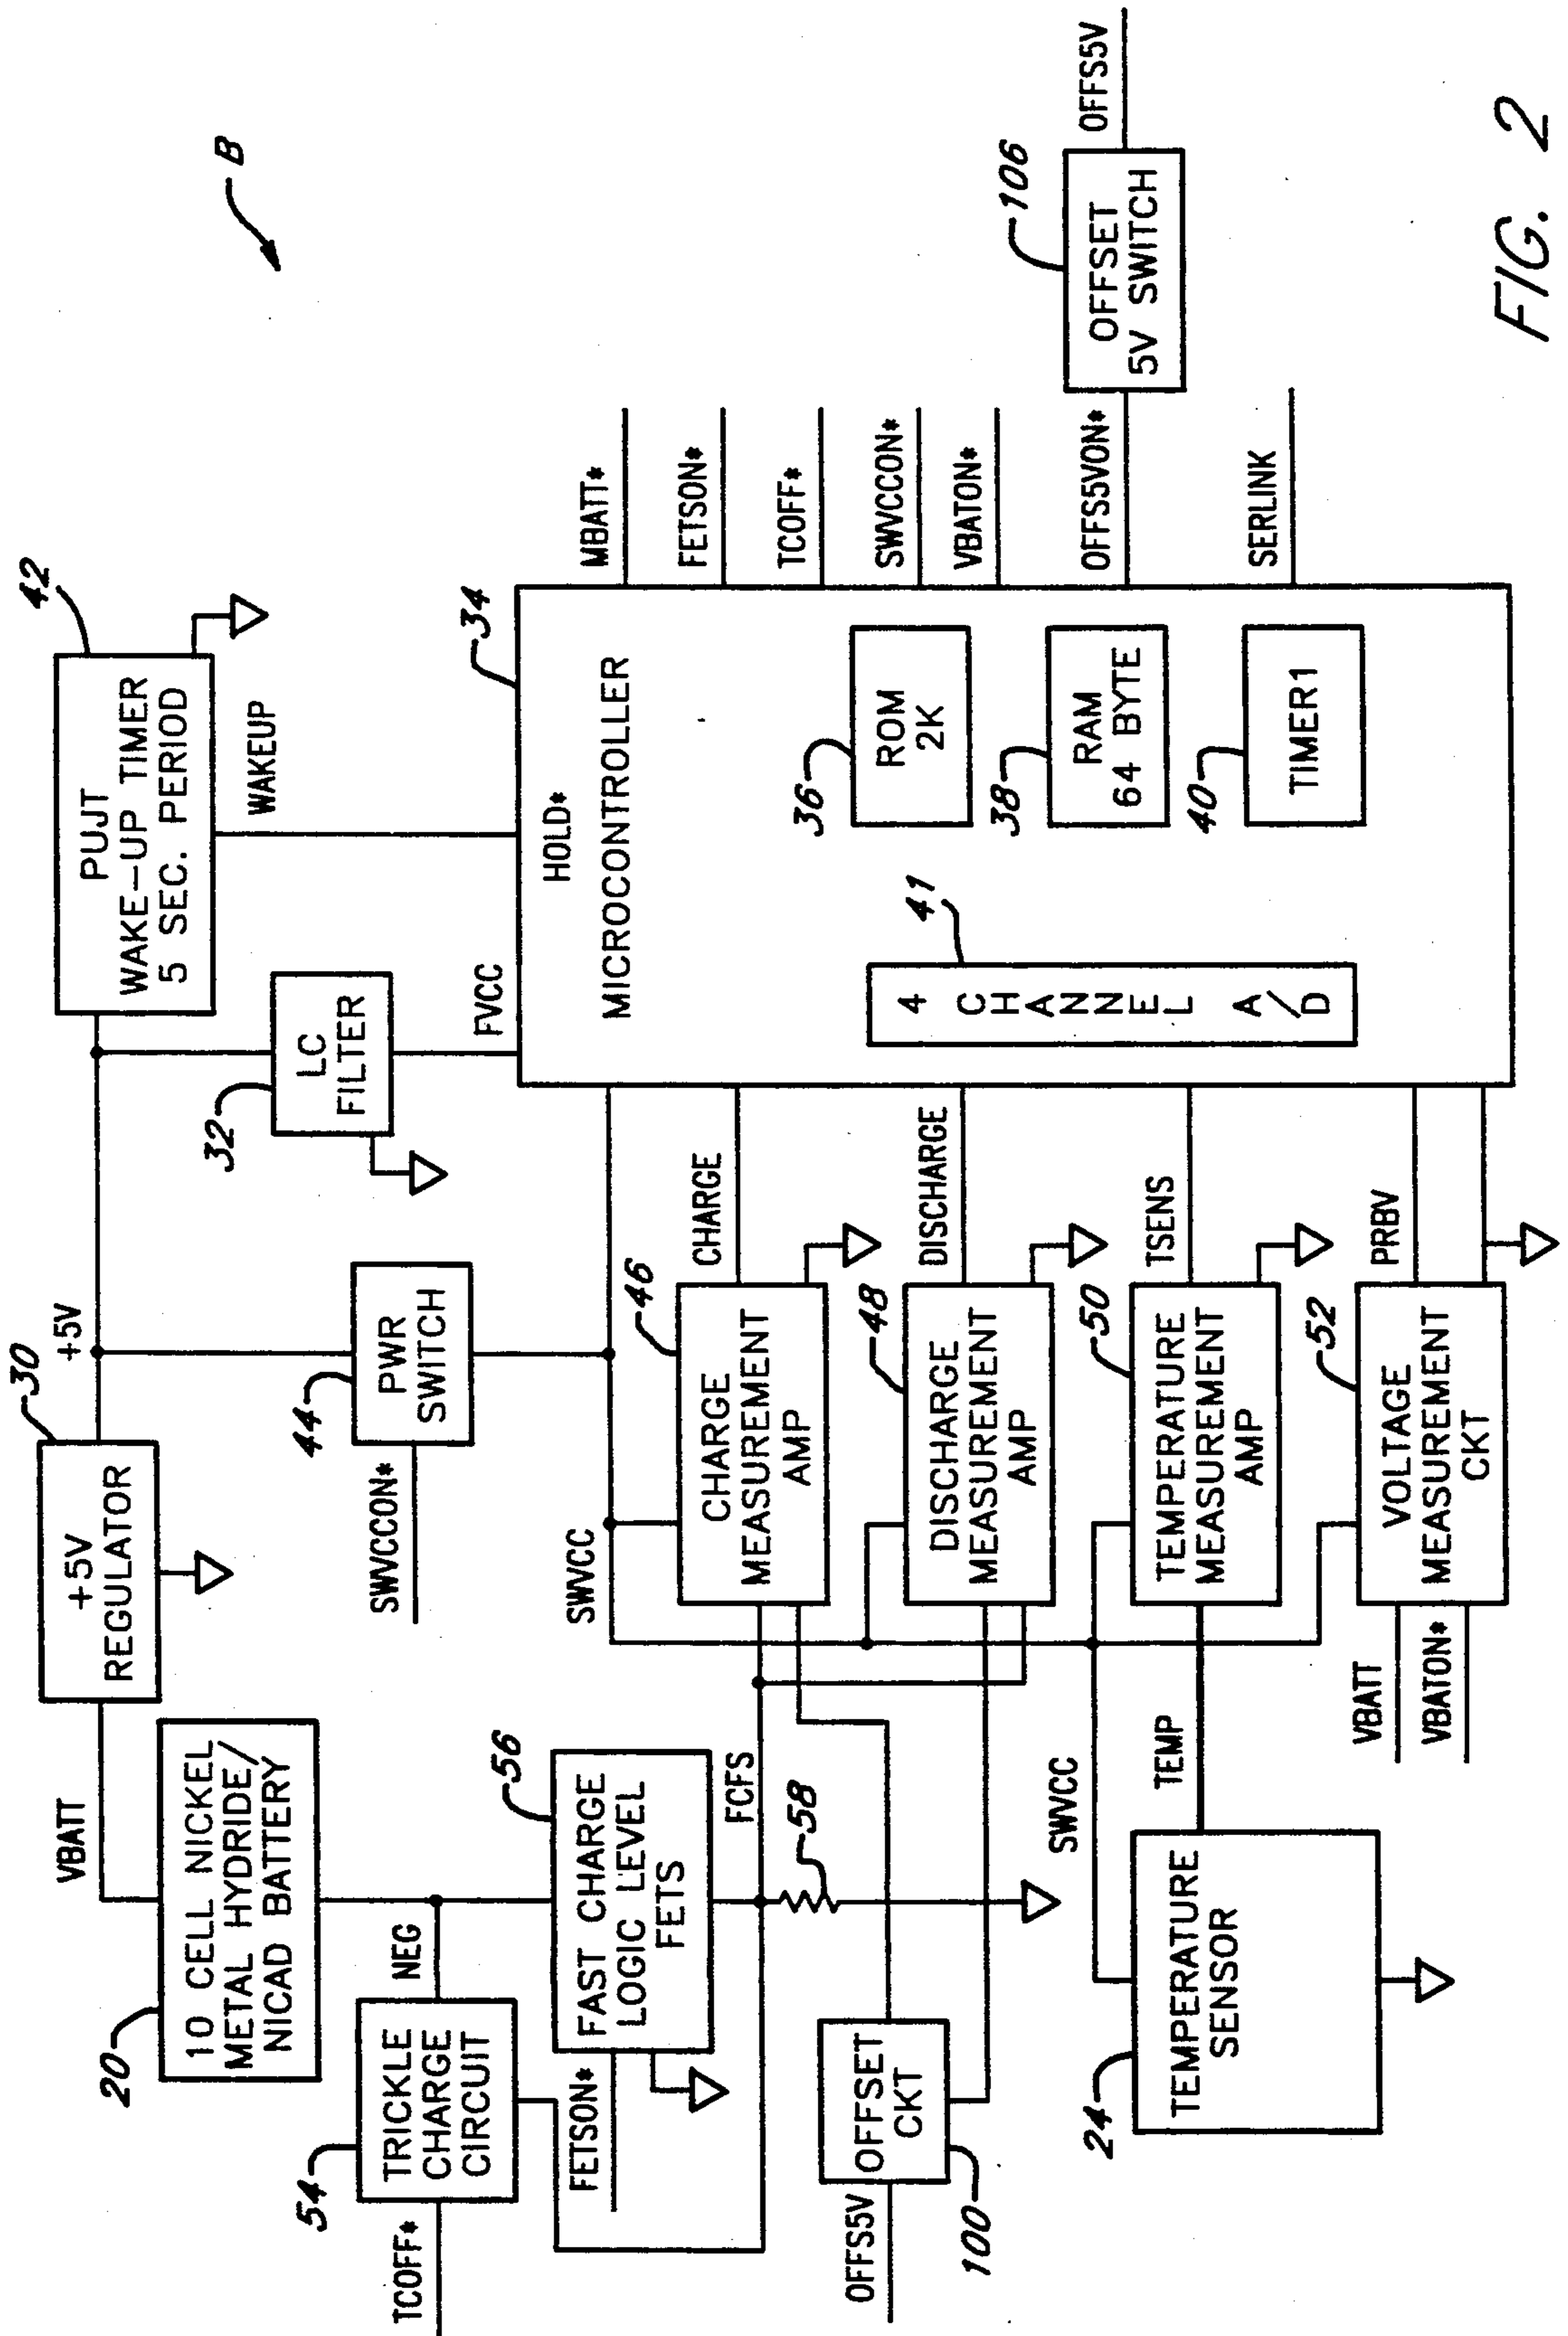 B
42
PUJT
WAKE-UP TIMER
5 SEC. PERIOD
WAKEUP
30
+5V
REGULATOR
+5V
VBATT
20
10 CELL NICKEL
METAL HYDRIDE/
NICAD BATTERY
32
LC
FILTER
FVCC
44
PWR
SWITCH
SWVCCON*
54
TRICKLE
CHARGE
CIRCUIT
TCOFF*
NEG
56
FAST CHARGE
LOGIC LEVEL
FETS
FETSON*
FCFS
58
SWVCC
34
HOLD*
MICROCONTROLLER
36
ROM
2K
38
RAM
64 BYTE
40
TIMER1
41
4 CHANNEL A/D
MBATT*
FETSON*
TCOFF*
SWVCCON*
VBATON*
OFFS5VON*
SERLINK
106
OFFSET
5V SWITCH
OFFS5V
46
CHARGE
MEASUREMENT
AMP
CHARGE
48
DISCHARGE
MEASUREMENT
AMP
DISCHARGE
50
TEMPERATURE
MEASUREMENT
AMP
TSENS
52
VOLTAGE
MEASUREMENT
CKT
PRBV
VBATT
VBATON*
OFFS5V
OFFSET
CKT
100
SWVCC
TEMP
24
TEMPERATURE
SENSOR
FIG. 2